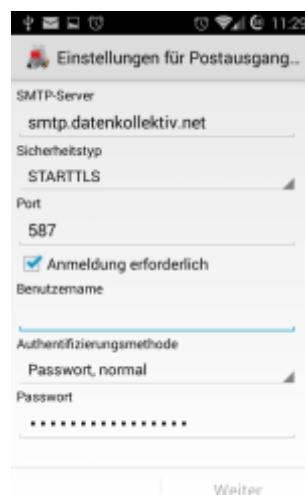 11:29
Einstellungen für Postausgang...
SMTP-Server
smtp.datenkollektiv.net
Sicherheitstyp
STARTTLS
Port
587
Anmeldung erforderlich
Benutzername
Authentifizierungsmethode
Passwort, normal
Passwort
Weiter